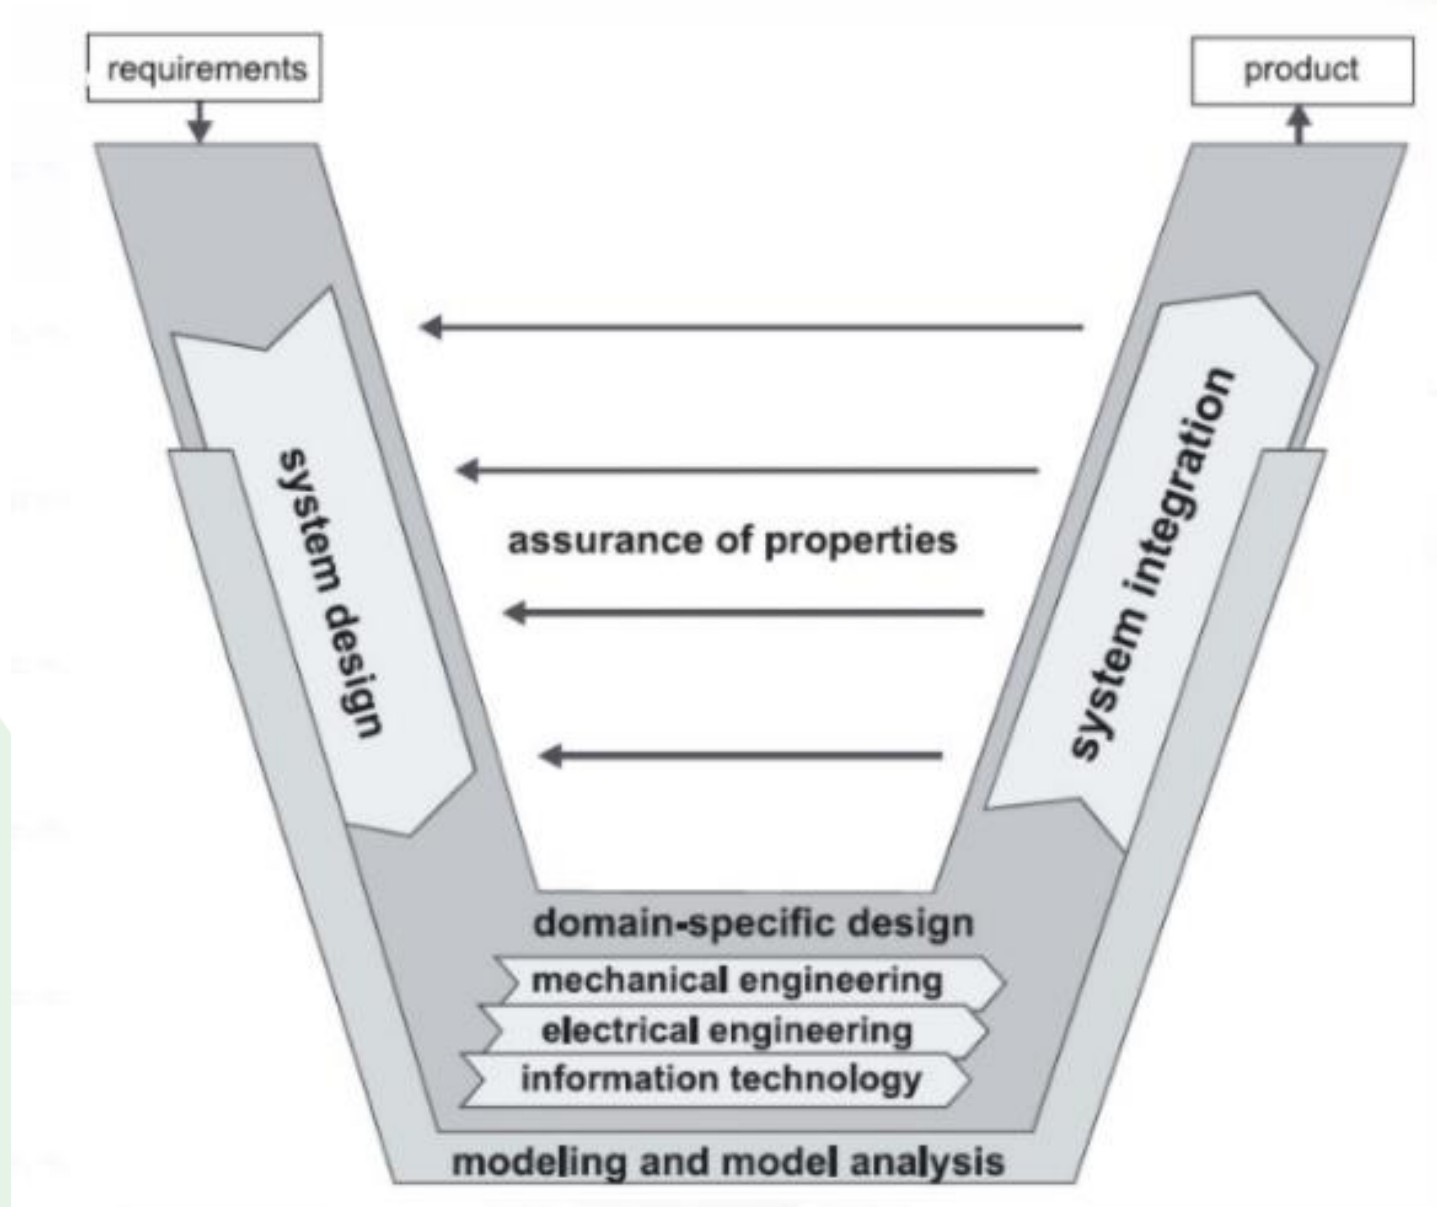 requirements
product
system design
assurance of properties
system integration
domain-specific design
mechanical engineering
electrical engineering
information technology
modeling and model analysis